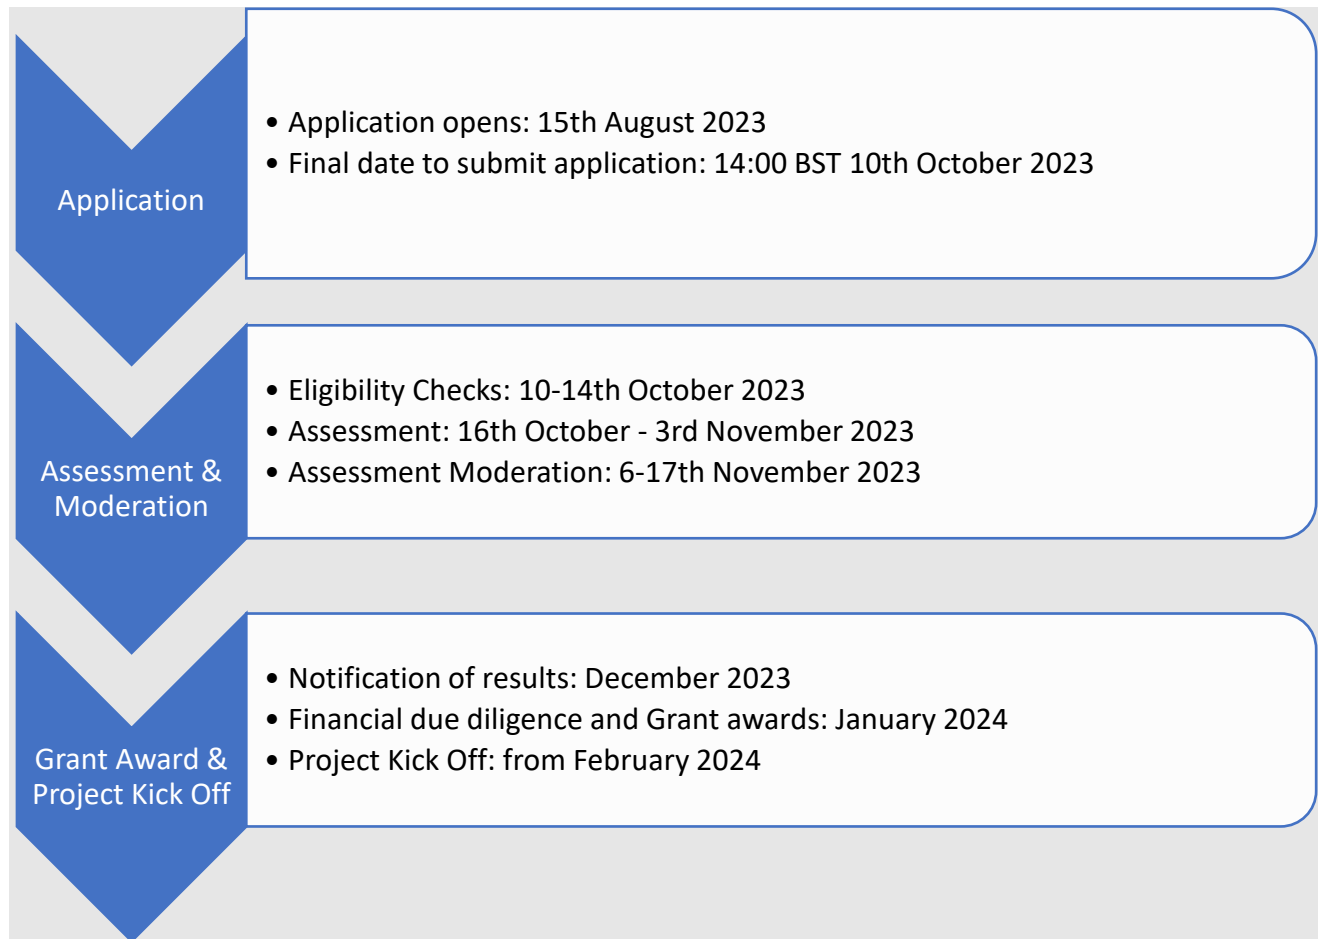 Application
• Application opens: 15th August 2023
• Final date to submit application: 14:00 BST 10th October 2023
Assessment &
Moderation
• Eligibility Checks: 10-14th October 2023
• Assessment: 16th October - 3rd November 2023
• Assessment Moderation: 6-17th November 2023
Grant Award &
Project Kick Off
• Notification of results: December 2023
• Financial due diligence and Grant awards: January 2024
• Project Kick Off: from February 2024